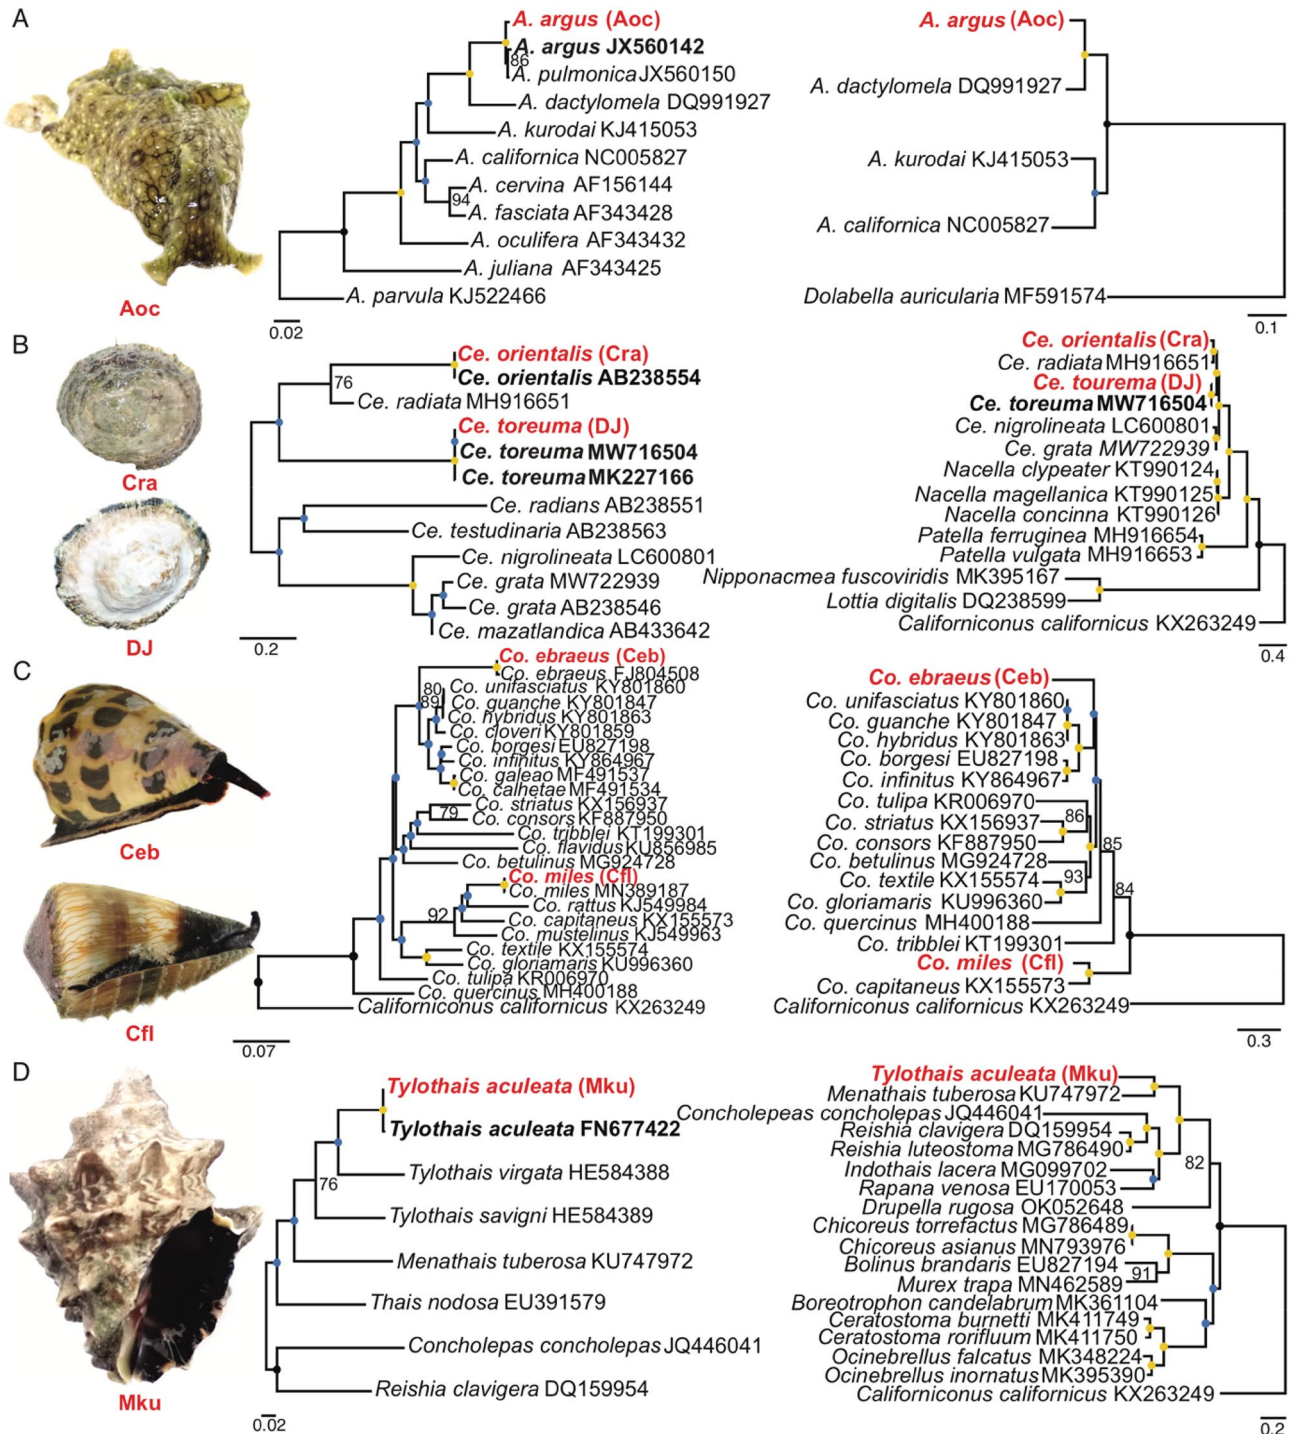 A
A. argus (Aoc)
A. argus JX560142
86
A. pulmonica JX560150
A. dactylomela DQ991927
A. kurodai KJ415053
A. californica NC005827
A. cervina AF156144
94
A. fasciata AF343428
A. oculifera AF343432
A. juliana AF343425
A. parvula KJ522466
0.02
Aoc
A. argus (Aoc)
A. dactylomela DQ991927
A. kurodai KJ415053
A. californica NC005827
Dolabella auricularia MF591574
0.1
B
Cra
DJ
Ce. orientalis (Cra)
76
Ce. orientalis AB238554
Ce. radiata MH916651
Ce. toreuma (DJ)
Ce. toreuma MW716504
Ce. toreuma MK227166
Ce. radians AB238551
Ce. testudinaria AB238563
Ce. nigrolineata LC600801
Ce. grata MW722939
Ce. grata AB238546
Ce. mazatlandica AB433642
0.2
Ce. orientalis (Cra)
Ce. radiata MH916651
Ce. tourema (DJ)
Ce. toreuma MW716504
Ce. nigrolineata LC600801
Ce. grata MW722939
Nacella clypeater KT990124
Nacella magellanica KT990125
Nacella concinna KT990126
Patella ferruginea MH916654
Patella vulgata MH916653
Nipponacmea fuscoviridis MK395167
Lottia digitalis DQ238599
Californiconus californicus KX263249
0.4
C
Ceb
Cfl
Co. ebraeus (Ceb)
Co. ebraeus FJ804508
80
Co. unifasciatus KY801860
89
Co. guanche KY801847
Co. hybridus KY801863
Co. cloveri KY801859
Co. borgesi EU827198
Co. infinitus KY864967
Co. galeao MF491537
Co. calhetae MF491534
Co. striatus KX156937
79
Co. consors KF887950
Co. tribblei KT199301
Co. flavidus KU856985
Co. betulinus MG924728
Co. miles (Cfl)
Co. miles MN389187
Co. rattus KJ549984
92
Co. capitaneus KX155573
Co. mustelinus KJ549963
Co. textile KX155574
Co. gloriamaris KU996360
Co. tulipa KR006970
Co. quercinus MH400188
Californiconus californicus KX263249
0.07
Co. ebraeus (Ceb)
Co. unifasciatus KY801860
Co. guanche KY801847
Co. hybridus KY801863
Co. borgesi EU827198
Co. infinitus KY864967
Co. tulipa KR006970
86
Co. striatus KX156937
Co. consors KF887950
85
Co. betulinus MG924728
93
Co. textile KX155574
84
Co. gloriamaris KU996360
Co. quercinus MH400188
Co. tribblei KT199301
Co. miles (Cfl)
Co. capitaneus KX155573
Californiconus californicus KX263249
0.3
D
Mku
Tylothais aculeata (Mku)
Tylothais aculeata FN677422
Tylothais virgata HE584388
76
Tylothais savigni HE584389
Menathais tuberosa KU747972
Thais nodosa EU391579
Concholepas concholepas JQ446041
Reishia clavigera DQ159954
0.02
Tylothais aculeata (Mku)
Menathais tuberosa KU747972
Concholepeas concholepas JQ446041
Reishia clavigera DQ159954
Reishia luteostoma MG786490
82
Indothais lacera MG099702
Rapana venosa EU170053
Drupella rugosa OK052648
Chicoreus torrefactus MG786489
Chicoreus asianus MN793976
Bolinus brandaris EU827194
91
Murex trapa MN462589
Boreotrophon candelabrum MK361104
Ceratostoma burnetti MK411749
Ceratostoma rorifluum MK411750
Ocinebrellus falcatus MK348224
Ocinebrellus inornatus MK395390
Californiconus californicus KX263249
0.2